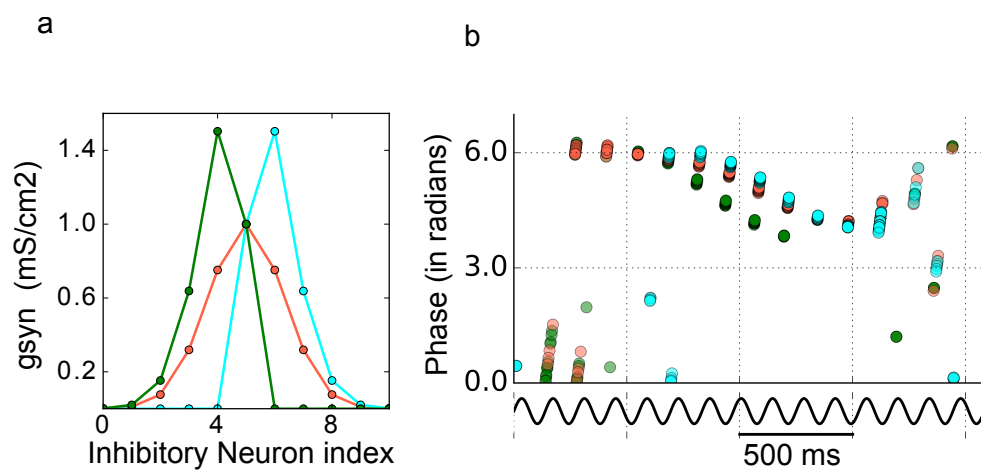 a
b
gsyn (mS/cm2)
1.4
1.0
0.6
0.2
0
4
8
Inhibitory Neuron index
Phase (in radians)
6.0
3.0
0.0
500 ms